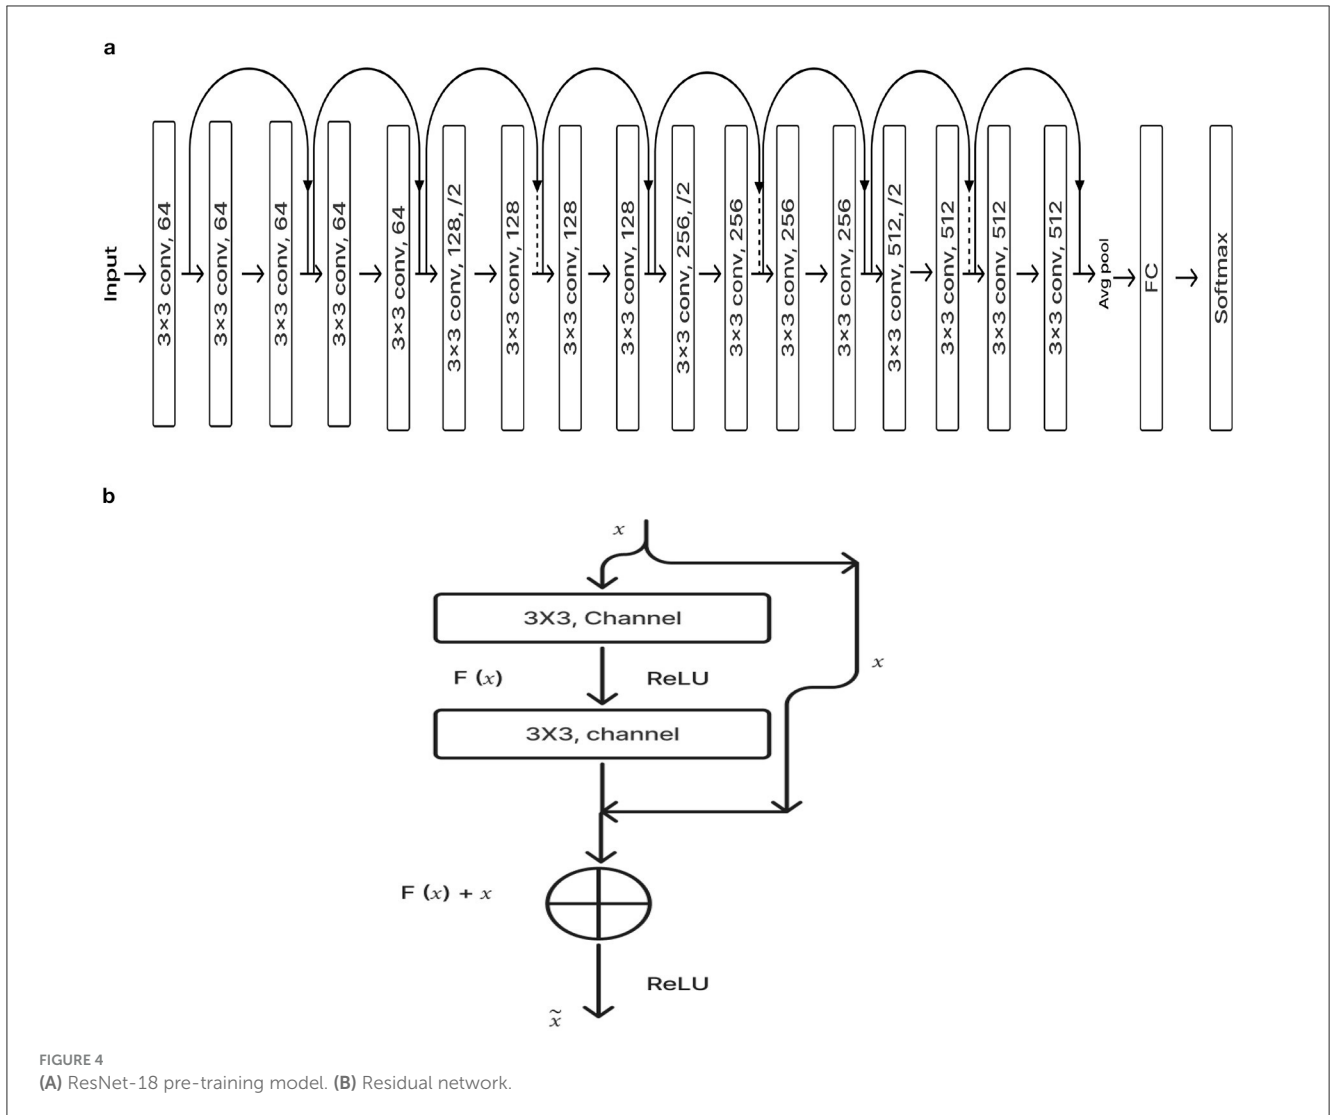 a
Input
3×3 conv, 64
3×3 conv, 64
3×3 conv, 64
3×3 conv, 64
3×3 conv, 64
3×3 conv, 128, /2
3×3 conv, 128
3×3 conv, 128
3×3 conv, 128
3×3 conv, 256, /2
3×3 conv, 256
3×3 conv, 256
3×3 conv, 256
3×3 conv, 512, /2
3×3 conv, 512
3×3 conv, 512
3×3 conv, 512
Avg pool
FC
Softmax
b
x
3X3, Channel
x
F (x)
ReLU
3X3, channel
F (x) + x
ReLU
x̃
FIGURE 4
(A) ResNet-18 pre-training model. (B) Residual network.